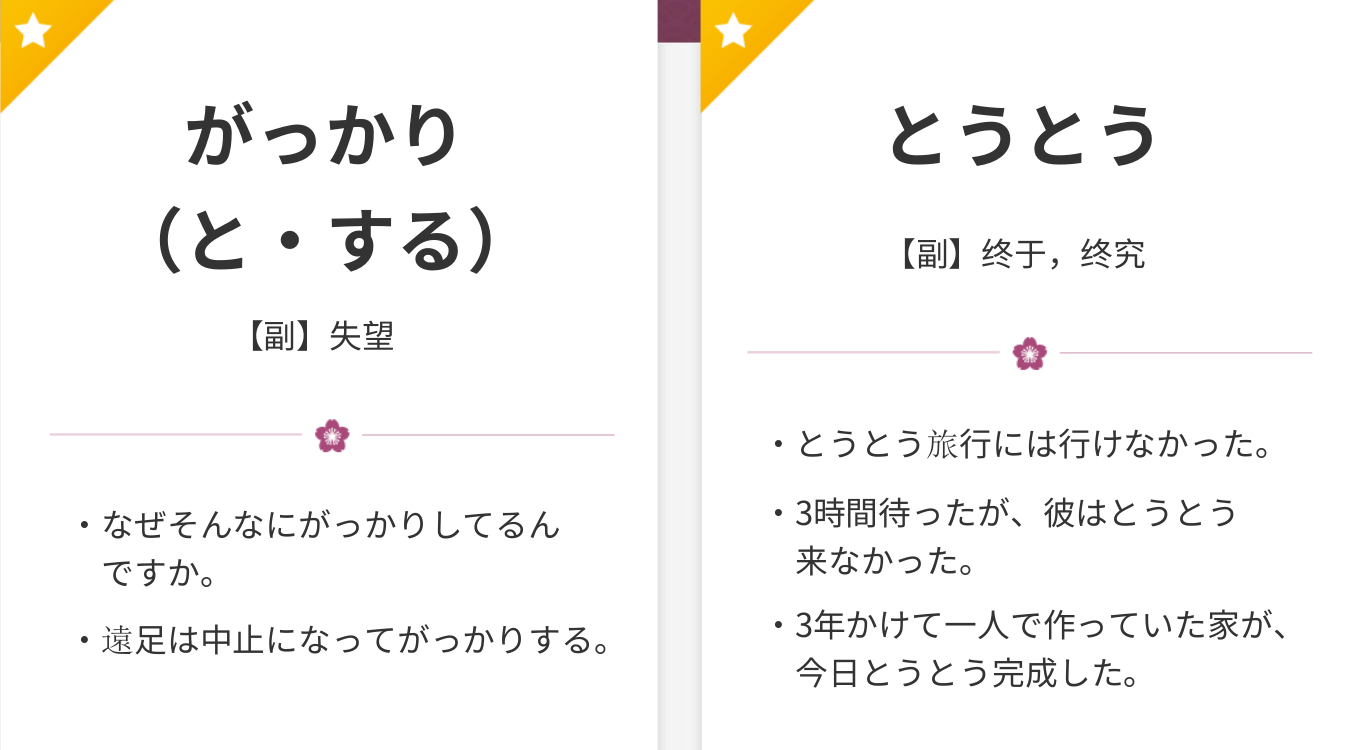 がっかり
（と・する）
【副】失望
・なぜそんなにがっかりしてるん
ですか。
・遠足は中止になってがっかりする。
とうとう
【副】终于，终究
・とうとう旅行には行けなかった。
・3時間待ったが、彼はとうとう
来なかった。
・3年かけて一人で作っていた家が、
今日とうとう完成した。